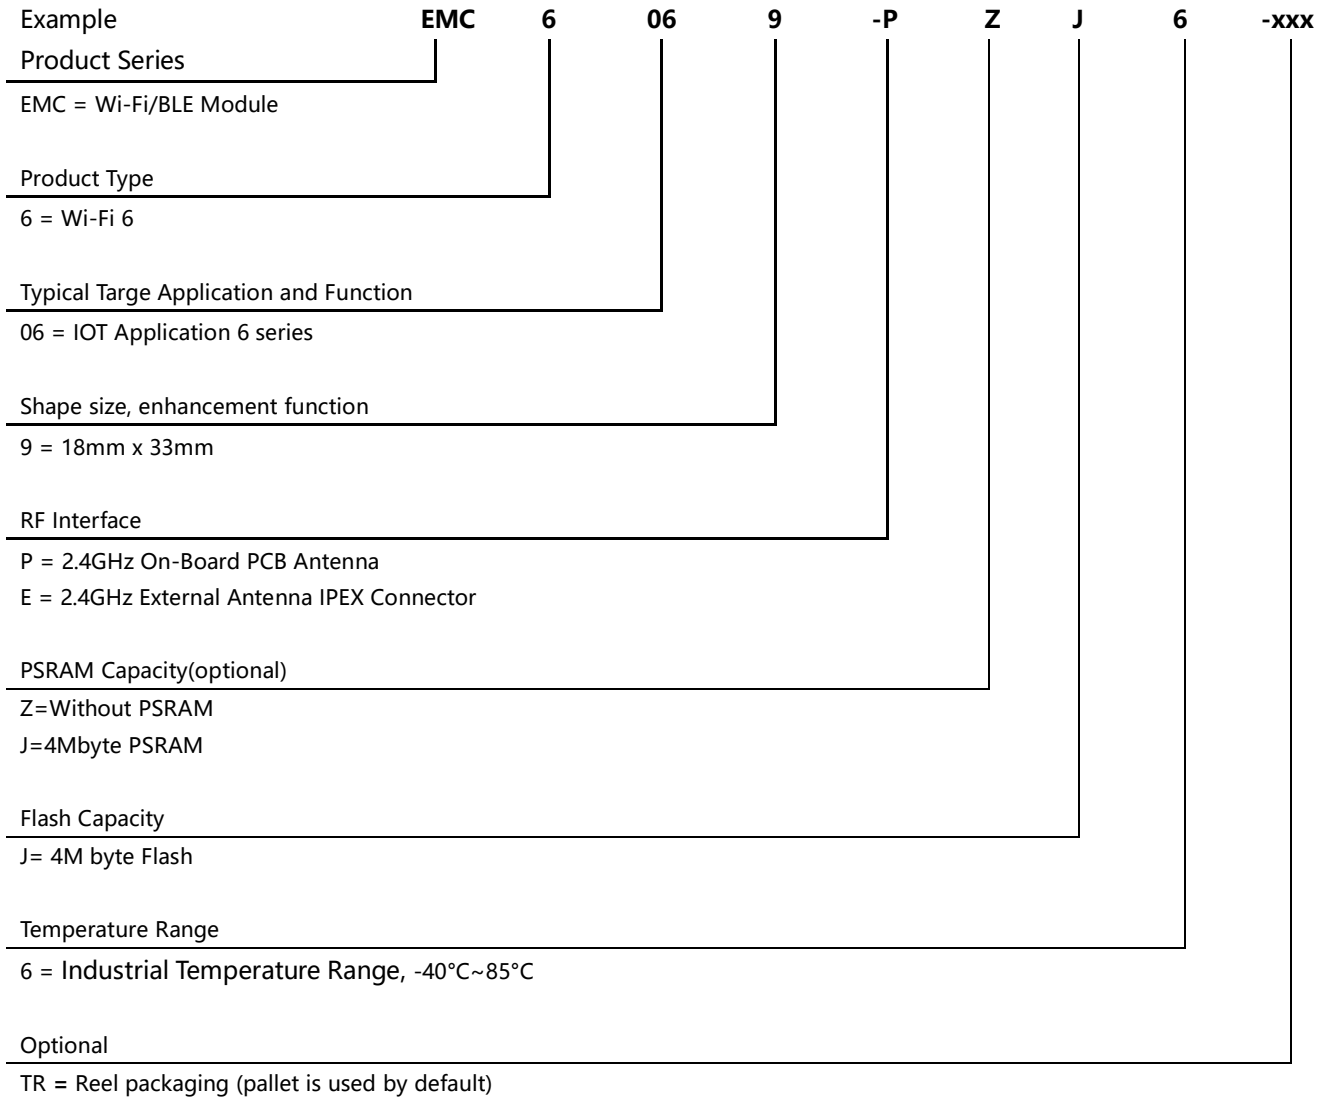 Example EMC 6 06 9 -P Z J 6 -xxx
Product Series
EMC = Wi-Fi/BLE Module
Product Type
6 = Wi-Fi 6
Typical Targe Application and Function
06 = IOT Application 6 series
Shape size, enhancement function
9 = 18mm x 33mm
RF Interface
P = 2.4GHz On-Board PCB Antenna
E = 2.4GHz External Antenna IPEX Connector
PSRAM Capacity(optional)
Z=Without PSRAM
J=4Mbyte PSRAM
Flash Capacity
J= 4M byte Flash
Temperature Range
6 = Industrial Temperature Range, -40°C~85°C
Optional
TR = Reel packaging (pallet is used by default)